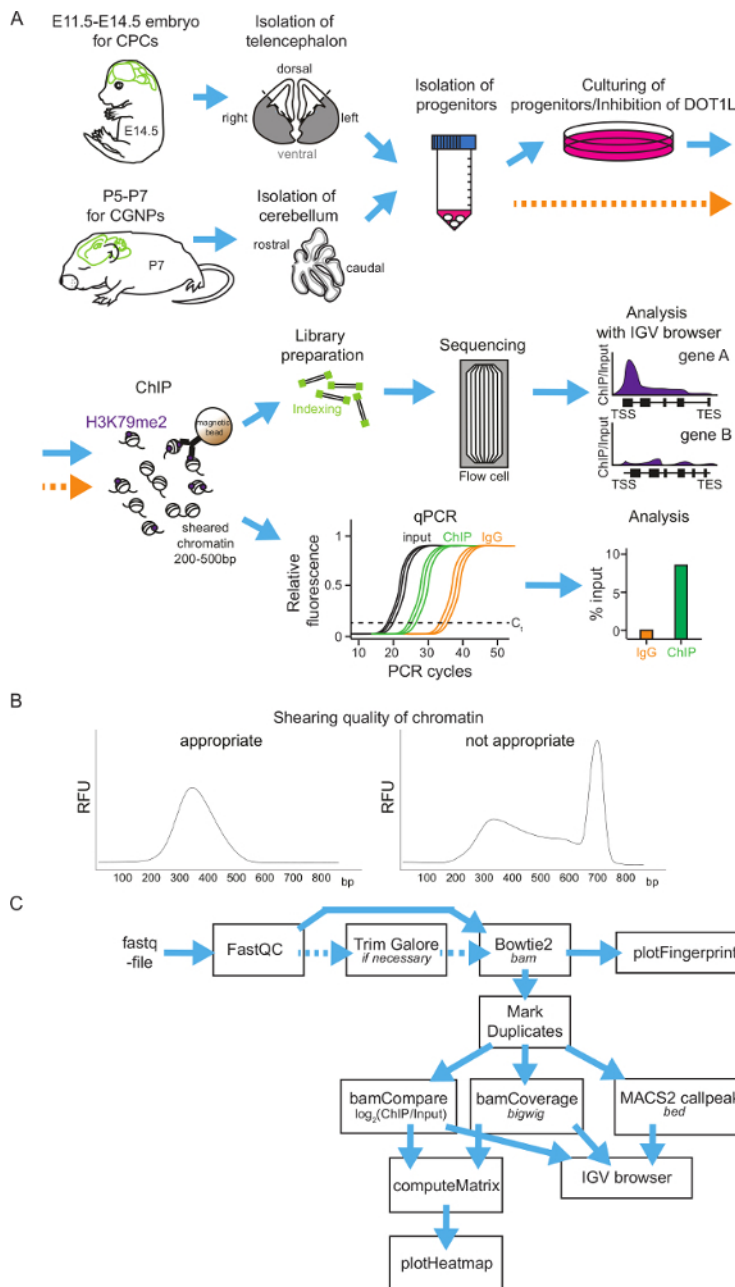 A
E11.5-E14.5 embryo
for CPCs
E14.5
Isolation of
telencephalon
dorsal
right
left
ventral
Isolation of
progenitors
Culturing of
progenitors/Inhibition of DOT1L
P5-P7
for CGNPs
P7
Isolation of
cerebellum
rostral
caudal
ChIP
H3K79me2
magnetic
bead
sheared
chromatin
200-500bp
Library
preparation
Indexing
Sequencing
Flow cell
Analysis
with IGV browser
gene A
ChIP/Input
TSS
TES
gene B
ChIP/Input
TSS
TES
qPCR
input ChIP IgG
Relative
fluorescence
1
0.5
0
Ct
10 20 30 40 50
PCR cycles
Analysis
% input
10
5
0
IgG ChIP
B
Shearing quality of chromatin
appropriate
RFU
100 200 300 400 500 600 700 800 bp
not appropriate
RFU
100 200 300 400 500 600 700 800 bp
C
fastq
-file
FastQC
Trim Galore
if necessary
Bowtie2
bam
plotFingerprint
Mark
Duplicates
bamCompare
log2(ChIP/Input)
bamCoverage
bigwig
MACS2 callpeak
bed
computeMatrix
IGV browser
plotHeatmap